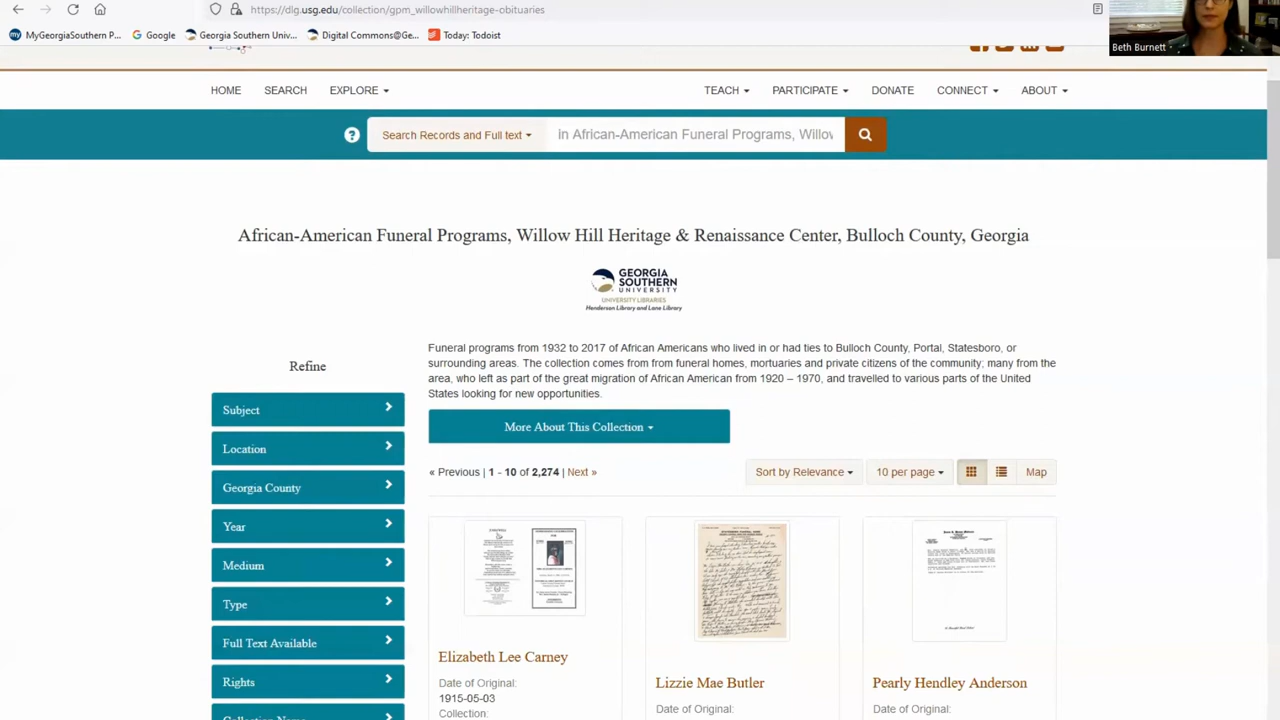 https://dlg.usg.edu/collection/gpm_willowhillheritage-obituaries
MyGeorgiaSouthern P... Google Georgia Southern Univ... Digital Commons@Ge... Today: Todoist
Beth Burnett
HOME SEARCH EXPLORE TEACH PARTICIPATE DONATE CONNECT ABOUT
? Search Records and Full text in African-American Funeral Programs, Willow
African-American Funeral Programs, Willow Hill Heritage & Renaissance Center, Bulloch County, Georgia
GEORGIA
SOUTHERN
UNIVERSITY
UNIVERSITY LIBRARIES
Henderson Library and Lane Library
Refine
Subject
Location
Georgia County
Year
Medium
Type
Full Text Available
Rights
Collection Name
Funeral programs from 1932 to 2017 of African Americans who lived in or had ties to Bulloch County, Portal, Statesboro, or
surrounding areas. The collection comes from from funeral homes, mortuaries and private citizens of the community; many from the
area, who left as part of the great migration of African American from 1920 – 1970, and travelled to various parts of the United
States looking for new opportunities.
More About This Collection
« Previous | 1 - 10 of 2,274 | Next »
Sort by Relevance 10 per page Map
Elizabeth Lee Carney
Date of Original:
1915-05-03
Collection:
Lizzie Mae Butler
Date of Original:
Pearly Hendley Anderson
Date of Original: